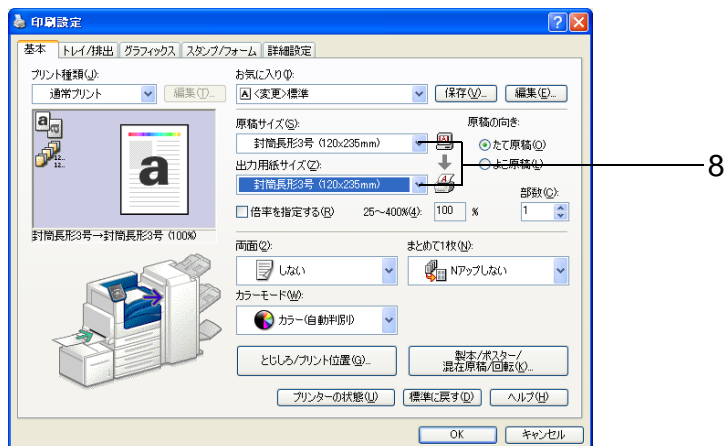 印刷設定
基本 トレイ/排出 グラフィックス スタンプ/フォーム 詳細設定
プリント種類(J):
通常プリント 編集(T)...
お気に入り(I):
<変更>標準 保存(V)... 編集(E)...
原稿サイズ(S):
封筒長形3号 (120x235mm)
原稿の向き:
たて原稿(O)
よこ原稿(L)
出力用紙サイズ(Z):
封筒長形3号 (120x235mm)
8
倍率を指定する(R) 25～400%(4): 100 %
部数(C):
1
封筒長形3号→封筒長形3号 (100%)
両面(2):
しない
まとめて1枚(N):
Nアップしない
カラーモード(W):
カラー(自動判別)
とじしろ/プリント位置(G)...
製本/ポスター/
混在原稿/回転(K)...
プリンターの状態(U) 標準に戻す(D) ヘルプ(H)
OK キャンセル